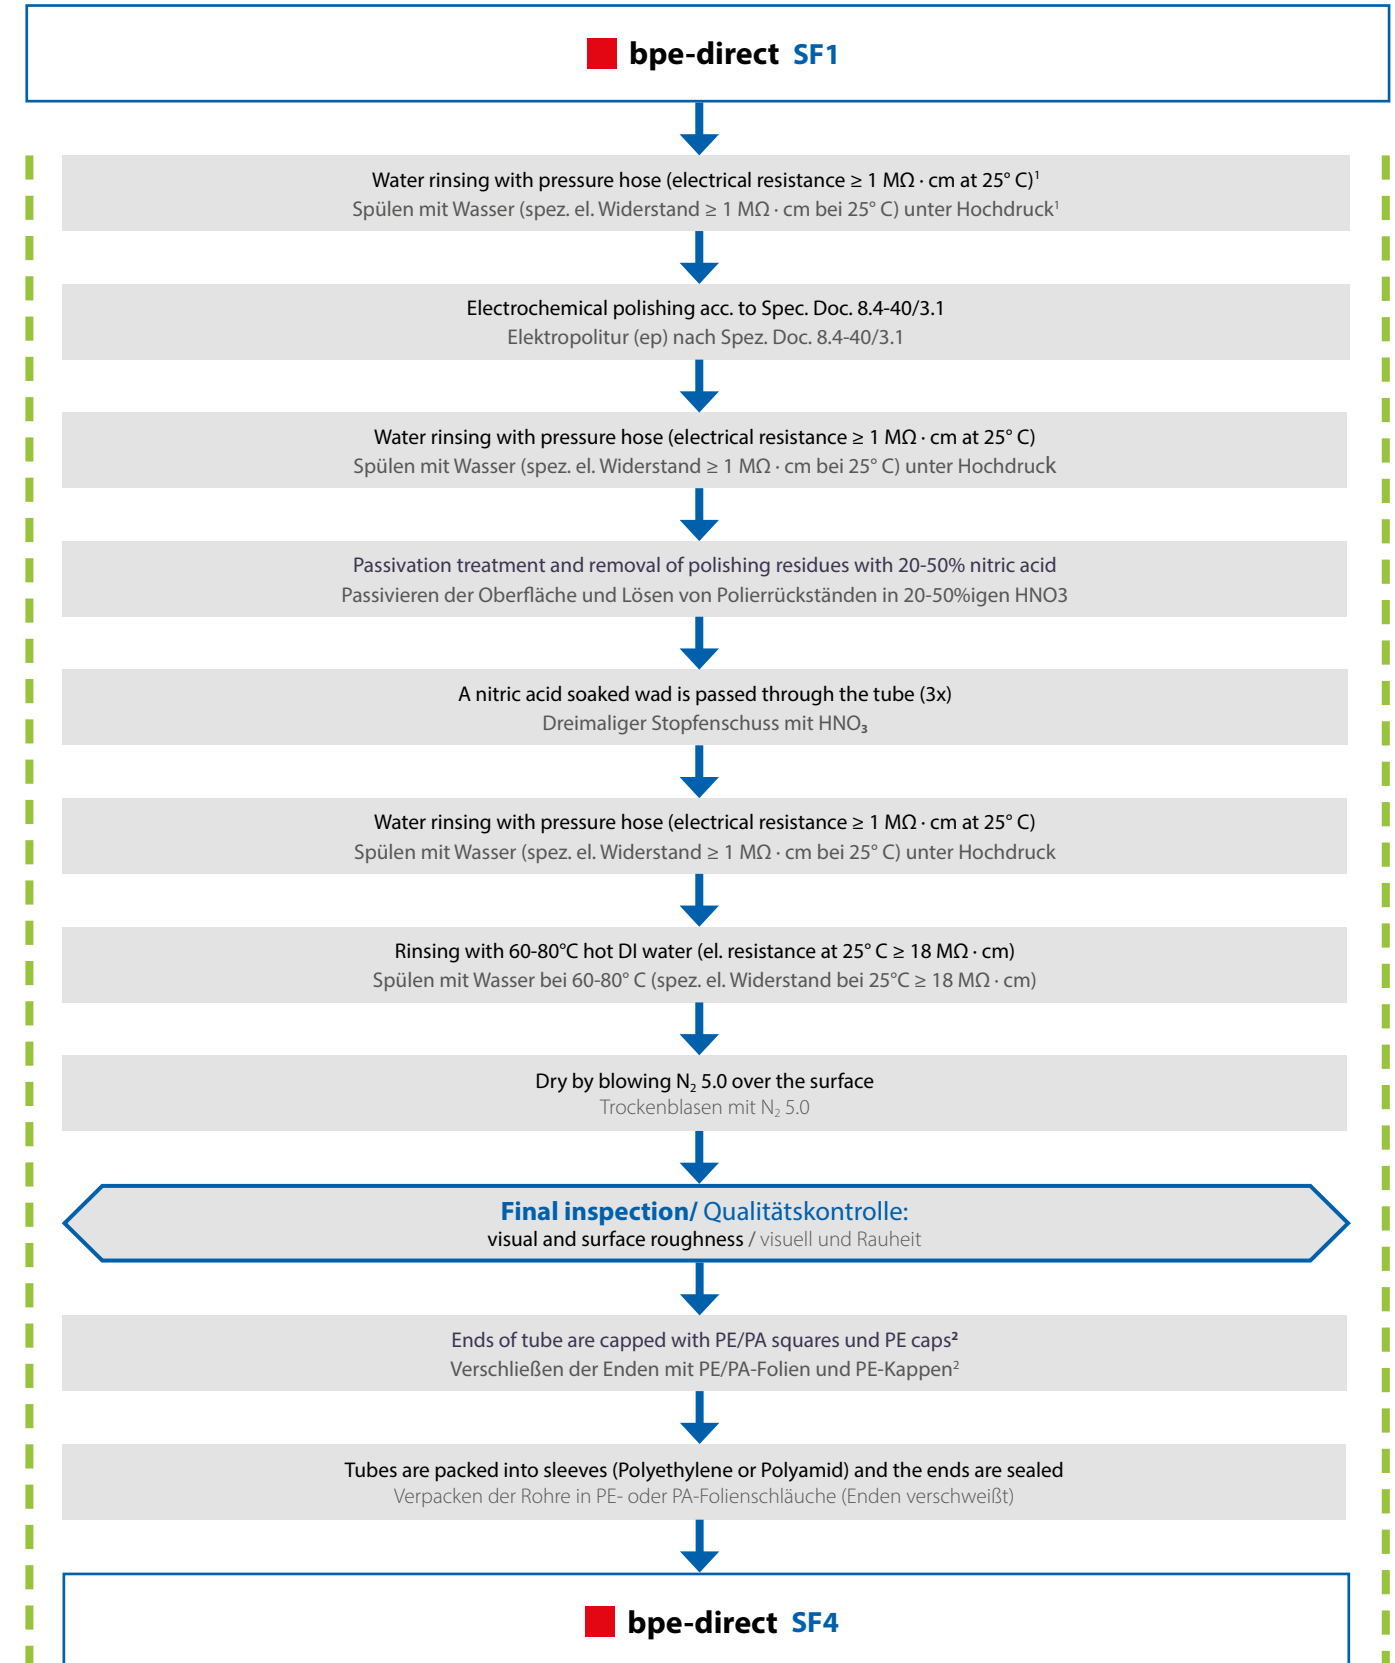 bpe-direct SF1
Water rinsing with pressure hose (electrical resistance ≥ 1 MΩ · cm at 25° C)¹
Spülen mit Wasser (spez. el. Widerstand ≥ 1 MΩ · cm bei 25° C) unter Hochdruck¹
Electrochemical polishing acc. to Spec. Doc. 8.4-40/3.1
Elektropolitur (ep) nach Spez. Doc. 8.4-40/3.1
Water rinsing with pressure hose (electrical resistance ≥ 1 MΩ · cm at 25° C)
Spülen mit Wasser (spez. el. Widerstand ≥ 1 MΩ · cm bei 25° C) unter Hochdruck
Passivation treatment and removal of polishing residues with 20-50% nitric acid
Passivieren der Oberfläche und Lösen von Polierrückständen in 20-50%igen HNO3
A nitric acid soaked wad is passed through the tube (3x)
Dreimaliger Stopfenschuss mit HNO₃
Water rinsing with pressure hose (electrical resistance ≥ 1 MΩ · cm at 25° C)
Spülen mit Wasser (spez. el. Widerstand ≥ 1 MΩ · cm bei 25° C) unter Hochdruck
Rinsing with 60-80°C hot DI water (el. resistance at 25° C ≥ 18 MΩ · cm)
Spülen mit Wasser bei 60-80° C (spez. el. Widerstand bei 25°C ≥ 18 MΩ · cm)
Dry by blowing N₂ 5.0 over the surface
Trockenblasen mit N₂ 5.0
Final inspection/ Qualitätskontrolle:
visual and surface roughness / visuell und Rauheit
Ends of tube are capped with PE/PA squares und PE caps²
Verschließen der Enden mit PE/PA-Folien und PE-Kappen²
Tubes are packed into sleeves (Polyethylene or Polyamid) and the ends are sealed
Verpacken der Rohre in PE- oder PA-Folienschläuche (Enden verschweißt)
bpe-direct SF4